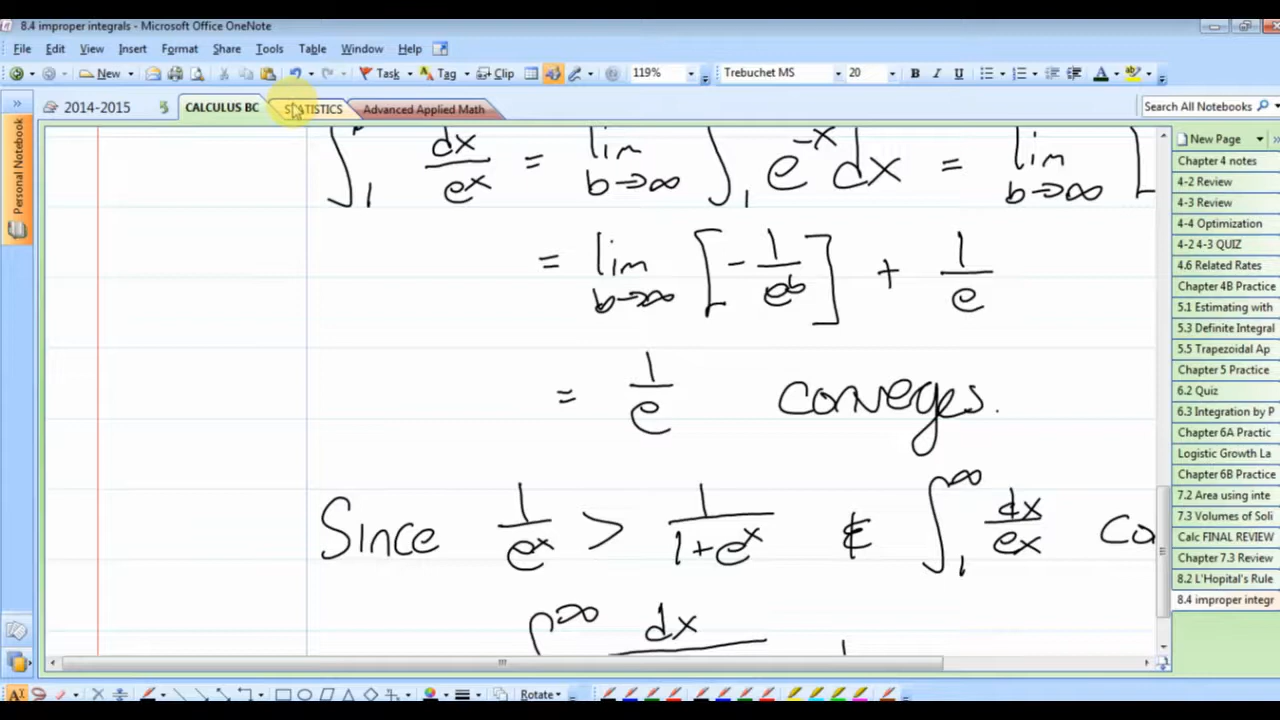 8.4 improper integrals - Microsoft Office OneNote
File Edit View Insert Format Share Tools Table Window Help
New Task Tag Clip 119% Trebuchet MS 20 B I U
2014-2015 CALCULUS BC STATISTICS Advanced Applied Math Search All Notebooks
Personal Notebook
∫₁ dx/eˣ = lim b→∞ ∫₁ e⁻ˣ dx = lim b→∞ [
= lim b→∞ [ - 1/eᵇ ] + 1/e
= 1/e conveges.
Since 1/eˣ > 1/1+eˣ & ∫₁^∞ dx/ex Co
∫^∞ dx
New Page
Chapter 4 notes
4-2 Review
4-3 Review
4-4 Optimization
4-2 4-3 QUIZ
4.6 Related Rates
Chapter 4B Practice
5.1 Estimating with
5.3 Definite Integral
5.5 Trapezoidal Ap
Chapter 5 Practice
6.2 Quiz
6.3 Integration by P
Chapter 6A Practic
Logistic Growth La
Chapter 6B Practice
7.2 Area using inte
7.3 Volumes of Soli
Calc FINAL REVIEW
Chapter 7.3 Review
8.2 L'Hopital's Rule
8.4 improper integr
Rotate